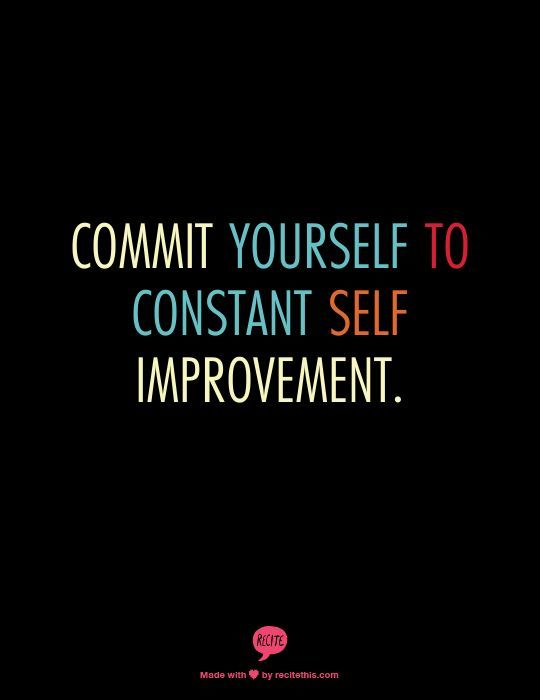 COMMIT YOURSELF TO
CONSTANT SELF
IMPROVEMENT.
RECITE
Made with ♥ by recitethis.com